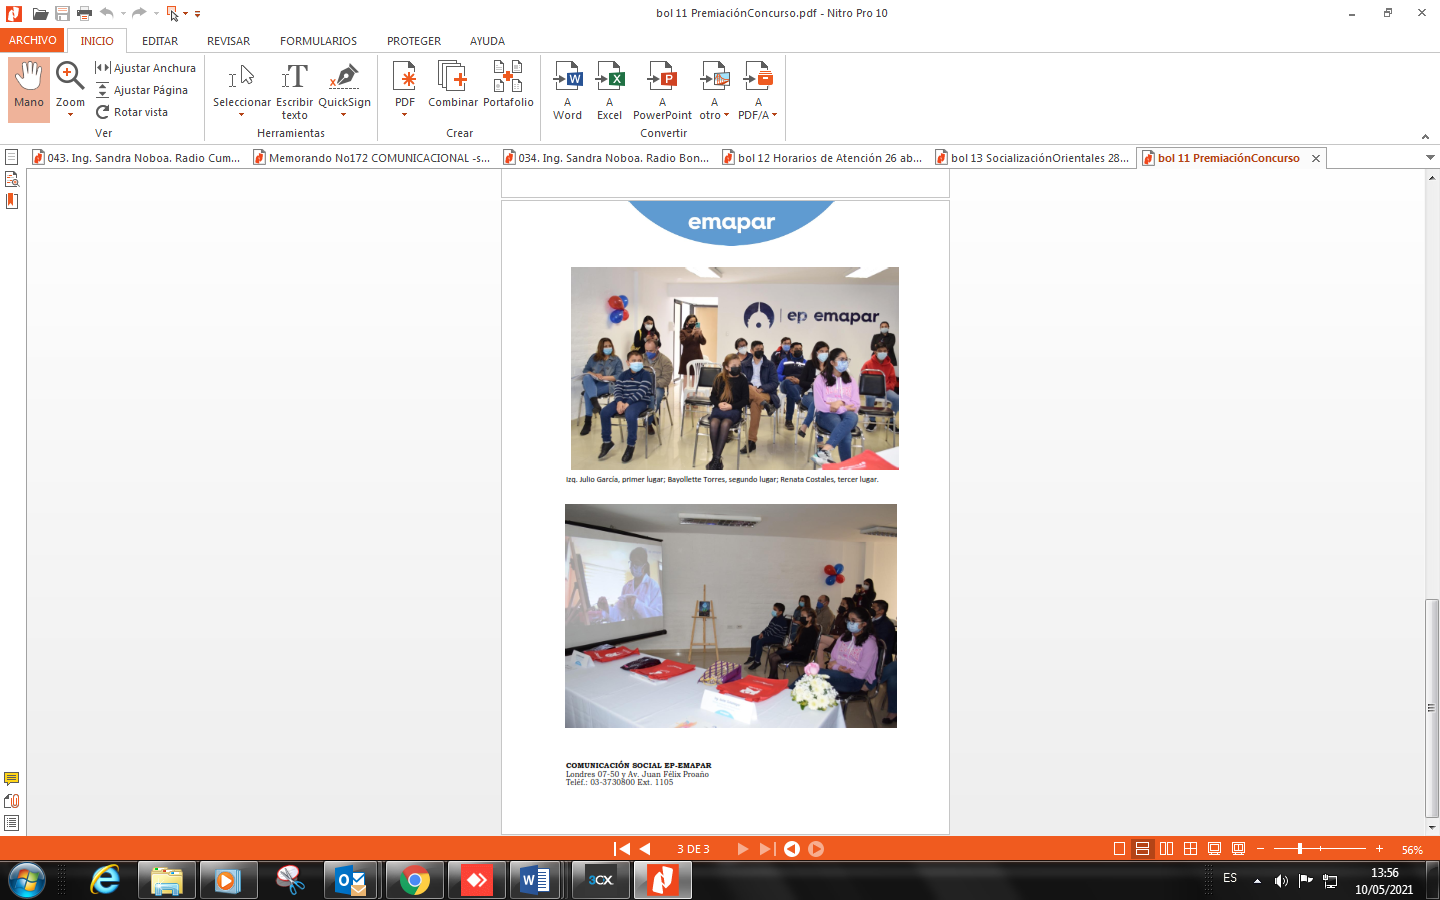 bol 11 PremiaciónConcurso.pdf - Nitro Pro 10
ARCHIVO INICIO EDITAR REVISAR FORMULARIOS PROTEGER AYUDA
Mano
Zoom
Ajustar Anchura
Ajustar Página
Rotar vista
Ver
Seleccionar
Escribir texto
QuickSign
Herramientas
PDF
Combinar
Portafolio
Crear
A Word
A Excel
A PowerPoint
A otro
A PDF/A
Convertir
043. Ing. Sandra Noboa. Radio Cum...
Memorando No172 COMUNICACIONAL -s...
034. Ing. Sandra Noboa. Radio Bon...
bol 12 Horarios de Atención 26 ab...
bol 13 SocializaciónOrientales 28...
bol 11 PremiaciónConcurso
emapar
ep emapar
Izq. Julio García, primer lugar; Bayollette Torres, segundo lugar; Renata Costales, tercer lugar.
COMUNICACIÓN SOCIAL EP-EMAPAR
Londres 07-50 y Av. Juan Félix Proaño
Teléf.: 03-3730800 Ext. 1105
3 DE 3
56%
3CX
ES
13:56
10/05/2021